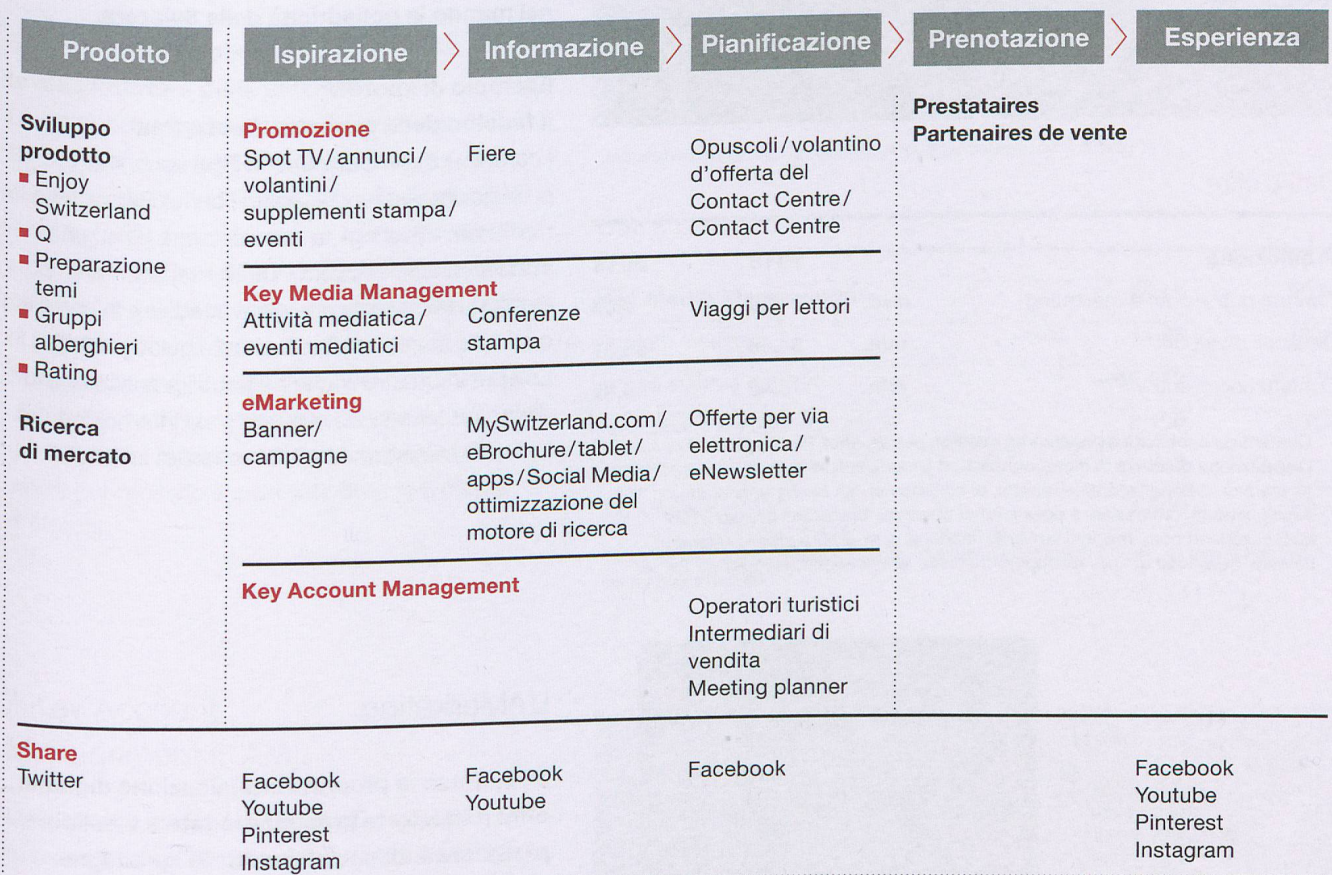 Prodotto
Ispirazione
Informazione
Pianificazione
Prenotazione
Esperienza
Sviluppo
prodotto
Enjoy
Switzerland
Q
Preparazione
temi
Gruppi
alberghieri
Rating
Ricerca
di mercato
Promozione
Spot TV/annunci/
volantini/
supplementi stampa/
eventi
Fiere
Opuscoli/volantino
d'offerta del
Contact Centre/
Contact Centre
Prestataires
Partenaires de vente
Key Media Management
Attività mediatica/
eventi mediatici
Conferenze
stampa
Viaggi per lettori
eMarketing
Banner/
campagne
MySwitzerland.com/
eBrochure/tablet/
apps/Social Media/
ottimizzazione del
motore di ricerca
Offerte per via
elettronica/
eNewsletter
Key Account Management
Operatori turistici
Intermediari di
vendita
Meeting planner
Share
Twitter
Facebook
Youtube
Pinterest
Instagram
Facebook
Youtube
Facebook
Facebook
Youtube
Pinterest
Instagram